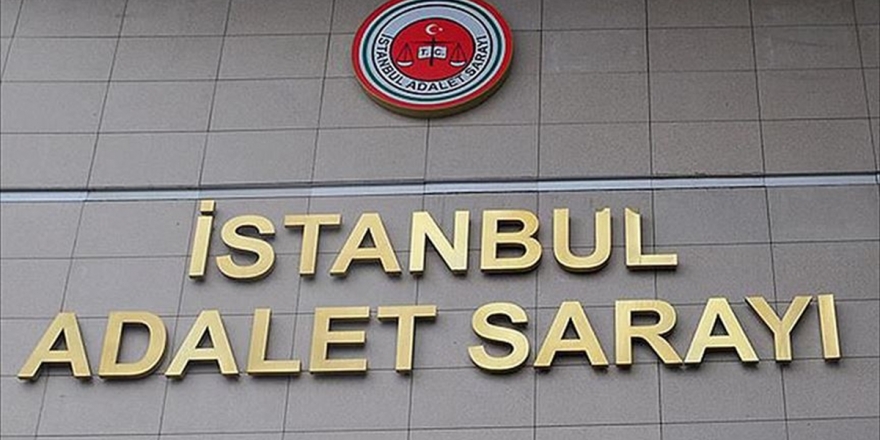 İSTANBUL ADALET SARAYI
T.C.
İSTANBUL
ADALET SARAYI